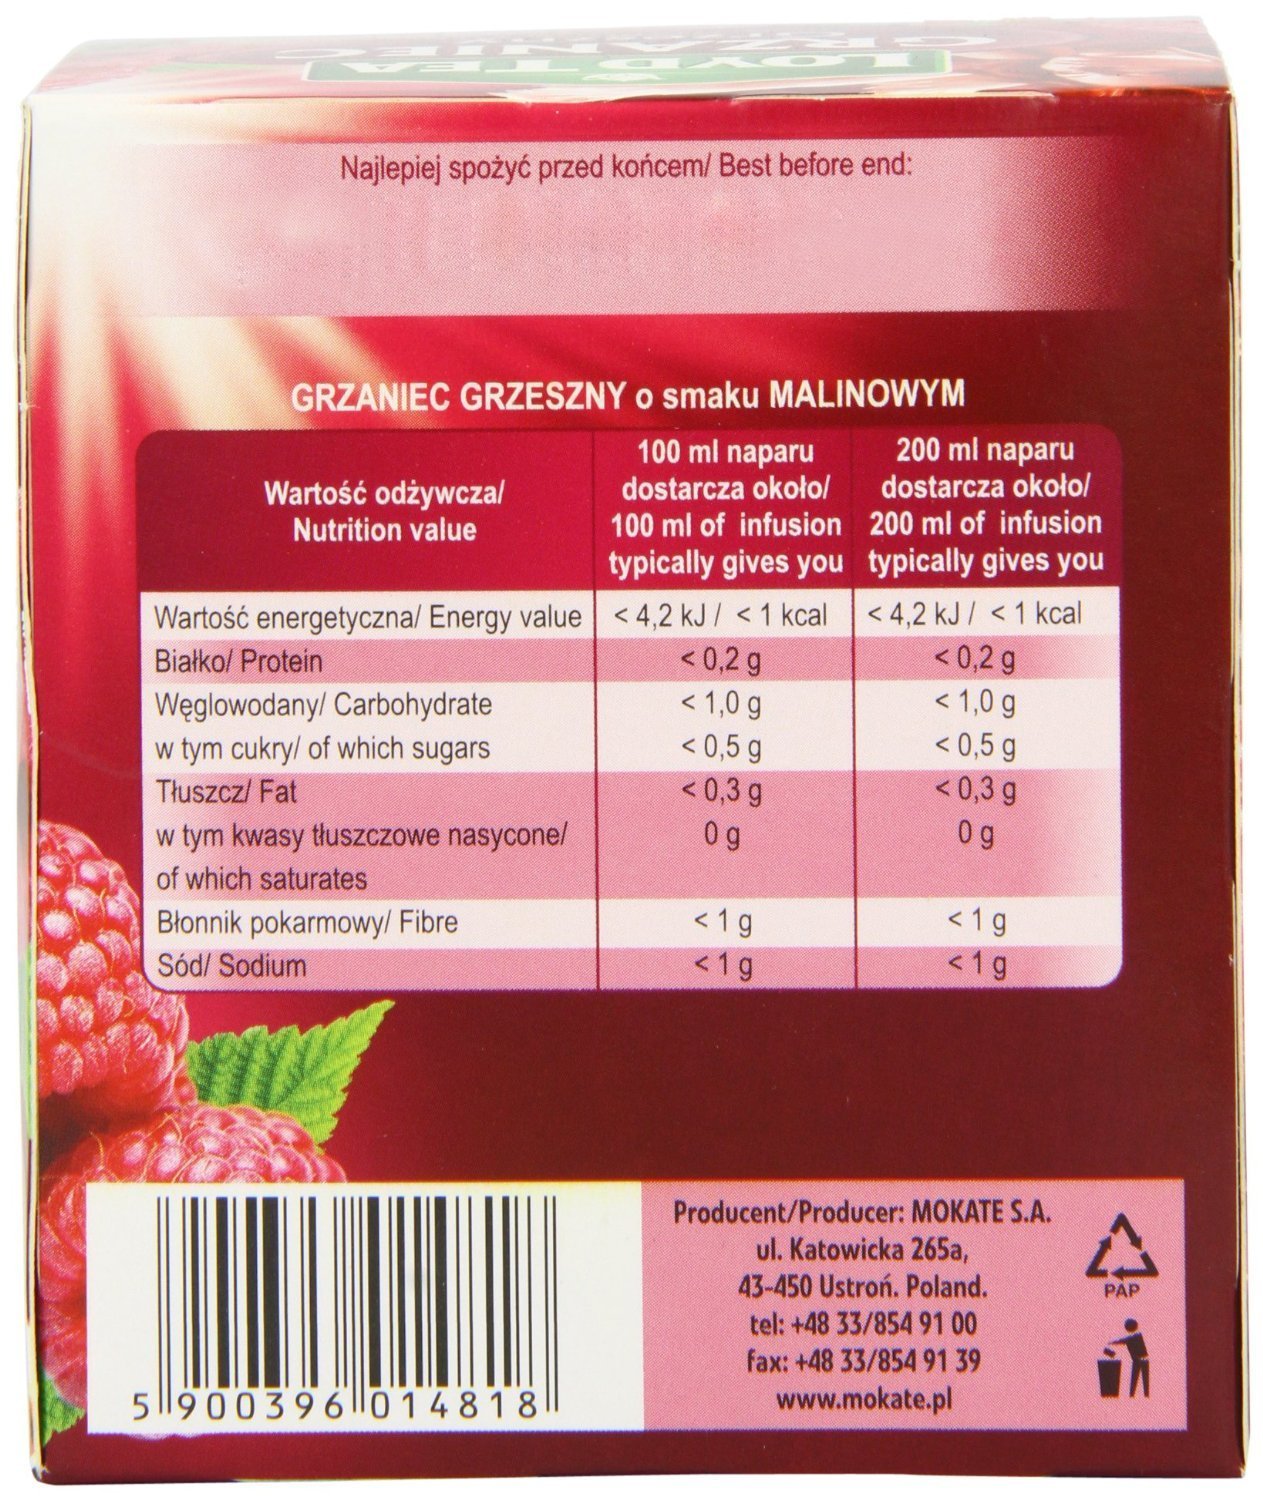 GRZANIEC
LOYD TEA
Najlepiej spożyć przed końcem/ Best before end:
GRZANIEC GRZESZNY o smaku MALINOWYM
Wartość odżywcza/
Nutrition value
100 ml naparu
dostarcza około/
100 ml of infusion
typically gives you
200 ml naparu
dostarcza około/
200 ml of infusion
typically gives you
Wartość energetyczna/ Energy value < 4,2 kJ / < 1 kcal < 4,2 kJ / < 1 kcal
Białko/ Protein < 0,2 g < 0,2 g
Węglowodany/ Carbohydrate < 1,0 g < 1,0 g
w tym cukry/ of which sugars < 0,5 g < 0,5 g
Tłuszcz/ Fat < 0,3 g < 0,3 g
w tym kwasy tłuszczowe nasycone/ 0 g 0 g
of which saturates
Błonnik pokarmowy/ Fibre < 1 g < 1 g
Sód/ Sodium < 1 g < 1 g
5 900396 014818
Producent/Producer: MOKATE S.A.
ul. Katowicka 265a,
43-450 Ustroń. Poland.
tel: +48 33/854 91 00
fax: +48 33/854 91 39
www.mokate.pl
PAP